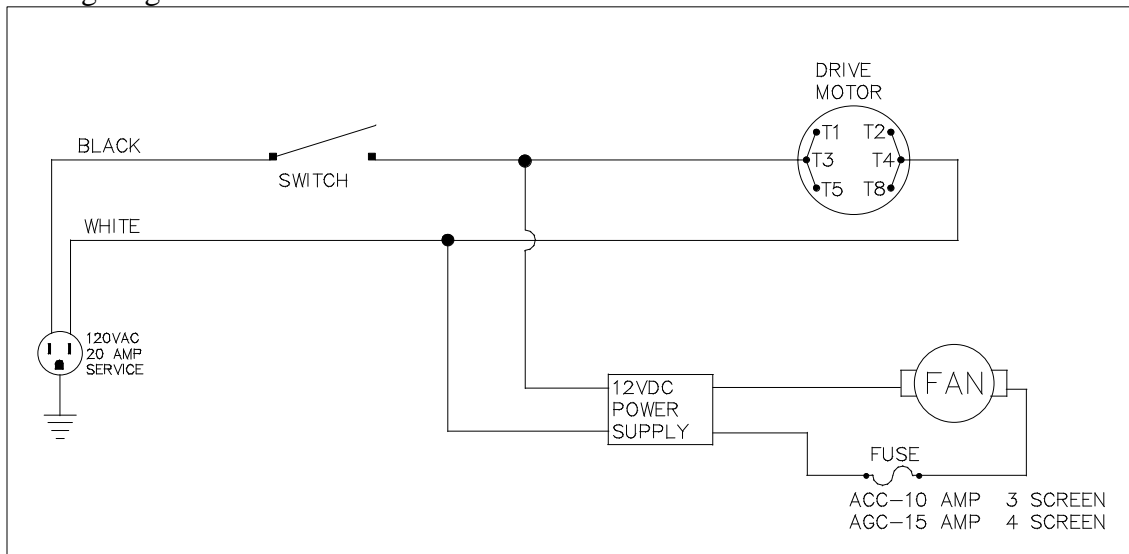 DRIVE
MOTOR
T1 T2
T3 T4
T5 T8
BLACK
SWITCH
WHITE
120VAC
20 AMP
SERVICE
12VDC
POWER
SUPPLY
FAN
FUSE
ACC-10 AMP 3 SCREEN
AGC-15 AMP 4 SCREEN